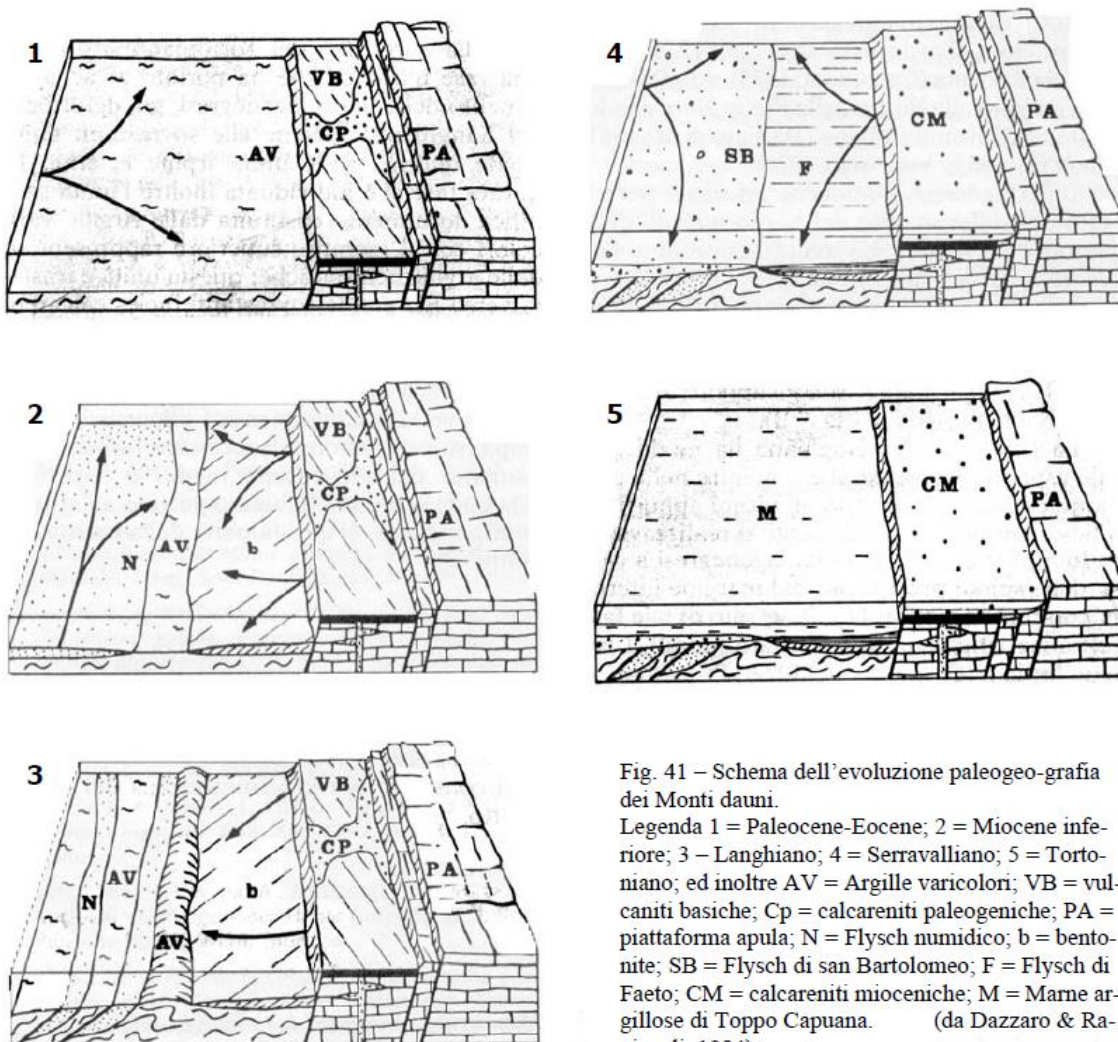 1
VB
CP
AV
PA
2
VB
CP
N
AV
b
PA
3
VB
CP
PA
AV
N
b
AV
4
CM
PA
SB
F
5
CM
PA
M
Fig. 41 – Schema dell'evoluzione paleogeo-grafia
dei Monti dauni.
Legenda 1 = Paleocene-Eocene; 2 = Miocene infe-
riore; 3 – Langhiano; 4 = Serravalliano; 5 = Torto-
niano; ed inoltre AV = Argille varicolori; VB = vul-
caniti basiche; Cp = calcareniti paleogeniche; PA =
piattaforma apula; N = Flysch numidico; b = bento-
nite; SB = Flysch di san Bartolomeo; F = Flysch di
Faeto; CM = calcareniti mioceniche; M = Marne ar-
gillose di Toppo Capuana. (da Dazzaro & Ra-